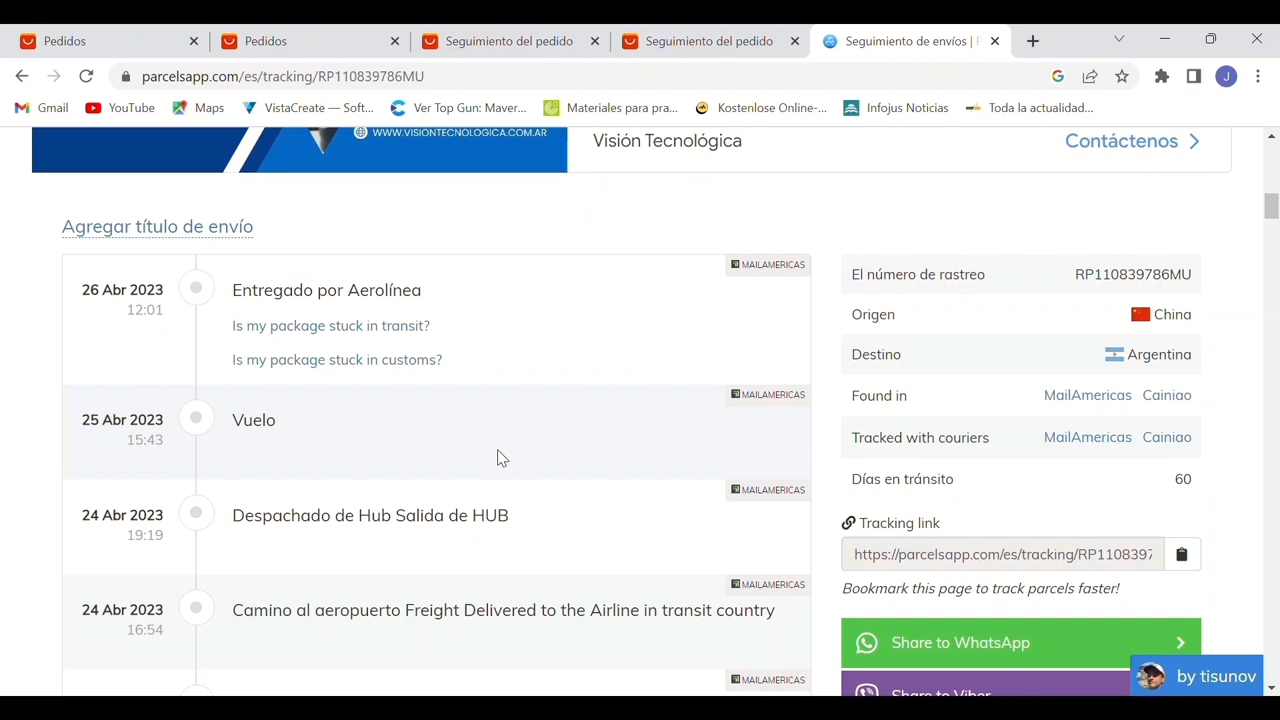 Pedidos
Pedidos
Seguimiento del pedido
Seguimiento del pedido
Seguimiento de envíos |
parcelsapp.com/es/tracking/RP110839786MU
J
Gmail
YouTube
Maps
VistaCreate — Soft...
Ver Top Gun: Maver...
Materiales para pra...
Kostenlose Online-...
Infojus Noticias
Toda la actualidad...
WWW.VISIONTECNOLOGICA.COM.AR
Visión Tecnológica
Contáctenos
Agregar título de envío
MAILAMERICAS
26 Abr 2023
12:01
Entregado por Aerolínea
Is my package stuck in transit?
Is my package stuck in customs?
MAILAMERICAS
25 Abr 2023
15:43
Vuelo
MAILAMERICAS
24 Abr 2023
19:19
Despachado de Hub Salida de HUB
MAILAMERICAS
24 Abr 2023
16:54
Camino al aeropuerto Freight Delivered to the Airline in transit country
MAILAMERICAS
El número de rastreo RP110839786MU
Origen China
Destino Argentina
Found in MailAmericas Cainiao
Tracked with couriers MailAmericas Cainiao
Días en tránsito 60
Tracking link
https://parcelsapp.com/es/tracking/RP1108397
Bookmark this page to track parcels faster!
Share to WhatsApp
Share to Viber
by tisunov